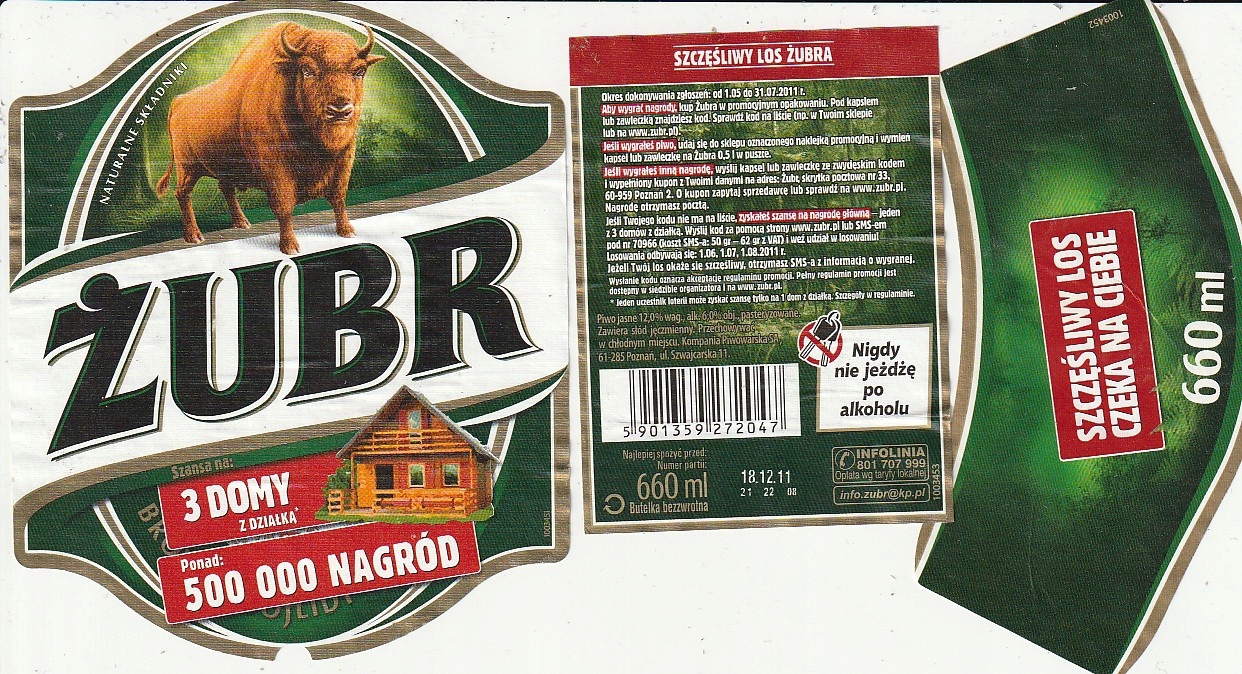 NATURALNE SKŁADNIKI
ŻUBR
Szansa na:
3 DOMY
Z DZIAŁKĄ*
Ponad:
500 000 NAGRÓD
1003451
SZCZĘŚLIWY LOS ŻUBRA
Okres dokonywania zgłoszeń: od 1.05 do 31.07.2011 r.
Aby wygrać nagrody, kup Żubra w promocyjnym opakowaniu. Pod kapslem
lub zawleczką znajdziesz kod. Sprawdź kod na liście (np. w Twoim sklepie
lub na www.zubr.pl).
Jeśli wygrałeś piwo, udaj się do sklepu oznaczonego naklejką promocyjną i wymień
kapsel lub zawleczkę na Żubra 0,5 l w puszce.
Jeśli wygrałeś inną nagrodę, wyślij kapsel lub zawleczkę ze zwycięskim kodem
i wypełniony kupon z Twoimi danymi na adres: Żubr, skrytka pocztowa nr 33,
60-959 Poznań 2. O kupon zapytaj sprzedawcę lub sprawdź na www.zubr.pl.
Nagrodę otrzymasz pocztą.
Jeśli Twojego kodu nie ma na liście, zyskałeś szansę na nagrodę główną – jeden
z 3 domów z działką. Wyślij kod za pomocą strony www.zubr.pl lub SMS-em
pod nr 70966 (koszt SMS-a: 50 gr – 62 gr z VAT) i weź udział w losowaniu!
Losowania odbywają się: 1.06, 1.07, 1.08.2011 r.
Jeżeli Twój los okaże się szczęśliwy, otrzymasz SMS-a z informacją o wygranej.
Wysłanie kodu oznacza akceptację regulaminu promocji. Pełny regulamin promocji jest
dostępny w siedzibie organizatora i na www.zubr.pl.
* Jeden uczestnik loterii może zyskać szansę tylko na 1 dom z działką. Szczegóły w regulaminie.
Piwo jasne 12,0% wag., alk. 6,0% obj., pasteryzowane.
Zawiera słód jęczmienny. Przechowywać
w chłodnym miejscu. Kompania Piwowarska SA,
61-285 Poznań, ul. Szwajcarska 11.
Nigdy
nie jeżdżę
po
alkoholu
5 901359 272047
Najlepiej spożyć przed:
Numer partii:
660 ml
Butelka bezzwrotna
18.12.11
21 22 08
INFOLINIA
801 707 999
Opłata wg taryfy lokalnej
info.zubr@kp.pl
1003453
1003452
SZCZĘŚLIWY LOS
CZEKA NA CIEBIE
660 ml